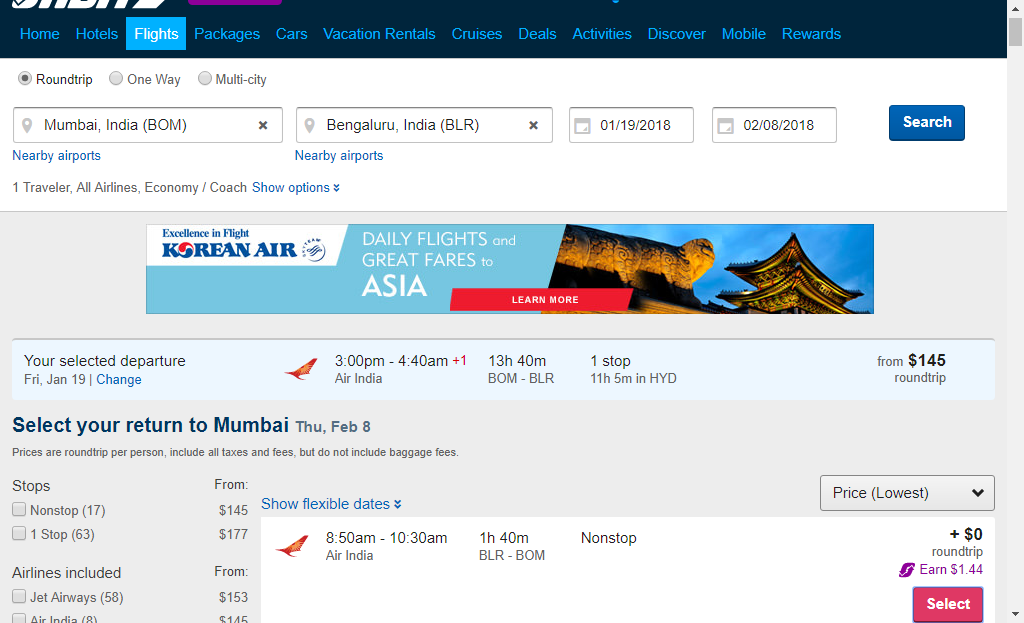 ORBITZ
Home Hotels Flights Packages Cars Vacation Rentals Cruises Deals Activities Discover Mobile Rewards
Roundtrip One Way Multi-city
Mumbai, India (BOM) Bengaluru, India (BLR) 01/19/2018 02/08/2018 Search
Nearby airports Nearby airports
1 Traveler, All Airlines, Economy / Coach Show options
Excellence in Flight
KOREAN AIR
DAILY FLIGHTS and
GREAT FARES to
ASIA
LEARN MORE
Your selected departure 3:00pm - 4:40am +1 13h 40m 1 stop from $145
Fri, Jan 19 | Change Air India BOM - BLR 11h 5m in HYD roundtrip
Select your return to Mumbai Thu, Feb 8
Prices are roundtrip per person, include all taxes and fees, but do not include baggage fees.
Stops From:
Nonstop (17) $145
1 Stop (63) $177
Airlines included From:
Jet Airways (58) $153
Air India (8) $145
Show flexible dates Price (Lowest)
8:50am - 10:30am 1h 40m Nonstop + $0
Air India BLR - BOM roundtrip
Earn $1.44
Select